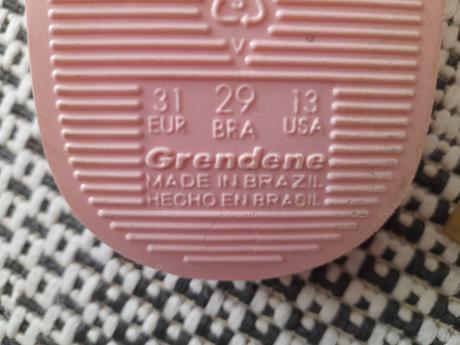 V
31 29 13
EUR BRA USA
Grendene
MADE IN BRAZIL
HECHO EN BRASIL